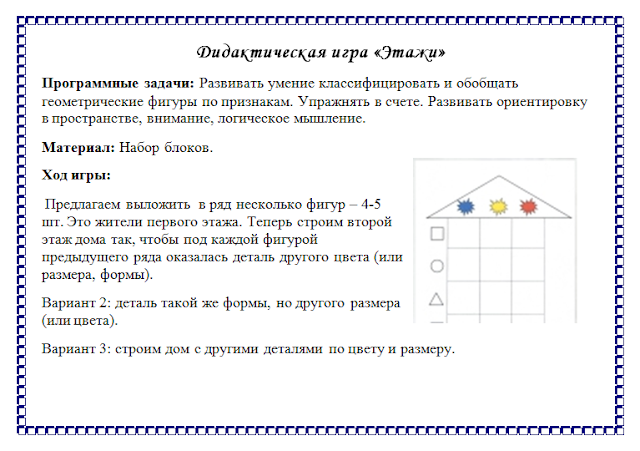 Дидактическая игра «Этажи»
Программные задачи: Развивать умение классифицировать и обобщать
геометрические фигуры по признакам. Упражнять в счете. Развивать ориентировку
в пространстве, внимание, логическое мышление.
Материал: Набор блоков.
Ход игры:
Предлагаем выложить в ряд несколько фигур – 4-5
шт. Это жители первого этажа. Теперь строим второй
этаж дома так, чтобы под каждой фигурой
предыдущего ряда оказалась деталь другого цвета (или
размера, формы).
Вариант 2: деталь такой же формы, но другого размера
(или цвета).
Вариант 3: строим дом с другими деталями по цвету и размеру.